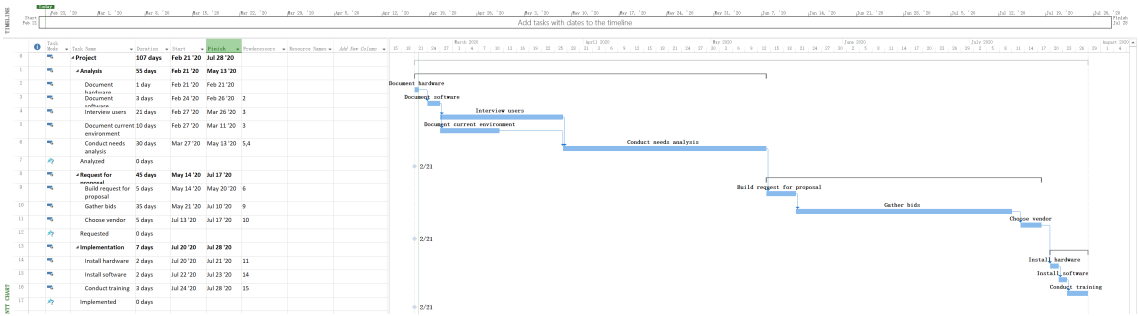 TIMELINE
Today
Feb 23, '20 Mar 1, '20 Mar 8, '20 Mar 15, '20 Mar 22, '20 Mar 29, '20 Apr 5, '20 Apr 12, '20 Apr 19, '20 Apr 26, '20 May 3, '20 May 10, '20 May 17, '20 May 24, '20 May 31, '20 Jun 7, '20 Jun 14, '20 Jun 21, '20 Jun 28, '20 Jul 5, '20 Jul 12, '20 Jul 19, '20 Jul 26, '20
Start
Feb 21
Add tasks with dates to the timeline
Finish
Jul 28
Task Mode Task Name Duration Start Finish Predecessors Resource Names Add New Column
March 2020 April 2020 May 2020 June 2020 July 2020 August 2020
0 Project 107 days Feb 21 '20 Jul 28 '20
1 Analysis 55 days Feb 21 '20 May 13 '20
2 Document hardware 1 day Feb 21 '20 Feb 21 '20
3 Document software 3 days Feb 24 '20 Feb 26 '20 2
4 Interview users 21 days Feb 27 '20 Mar 26 '20 3
5 Document current environment 10 days Feb 27 '20 Mar 11 '20 3
6 Conduct needs analysis 30 days Mar 27 '20 May 13 '20 5,4
7 Analyzed 0 days
8 Request for proposal 45 days May 14 '20 Jul 17 '20
9 Build request for proposal 5 days May 14 '20 May 20 '20 6
10 Gather bids 35 days May 21 '20 Jul 10 '20 9
11 Choose vendor 5 days Jul 13 '20 Jul 17 '20 10
12 Requested 0 days
13 Implementation 7 days Jul 20 '20 Jul 28 '20
14 Install hardware 2 days Jul 20 '20 Jul 21 '20 11
15 Install software 2 days Jul 22 '20 Jul 23 '20 14
16 Conduct training 3 days Jul 24 '20 Jul 28 '20 15
17 Implemented 0 days
Document hardware
Document software
Interview users
Document current environment
Conduct needs analysis
2/21
Build request for proposal
Gather bids
Choose vendor
2/21
Install hardware
Install software
Conduct training
2/21
NTT CHART